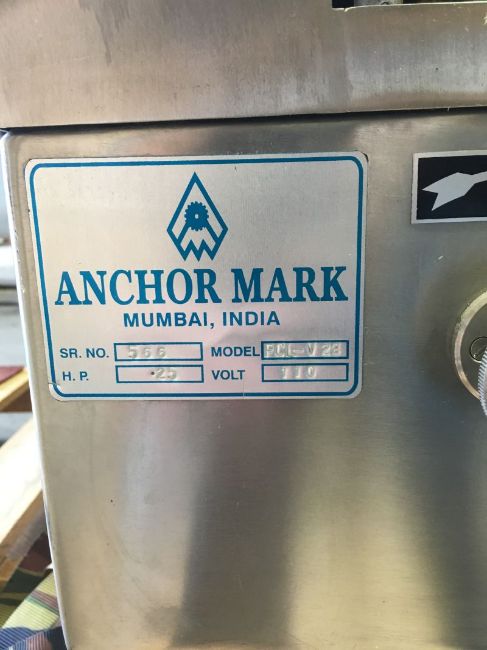 ANCHOR MARK
MUMBAI, INDIA
SR. NO. 566 MODEL
H. P. .25 VOLT 110